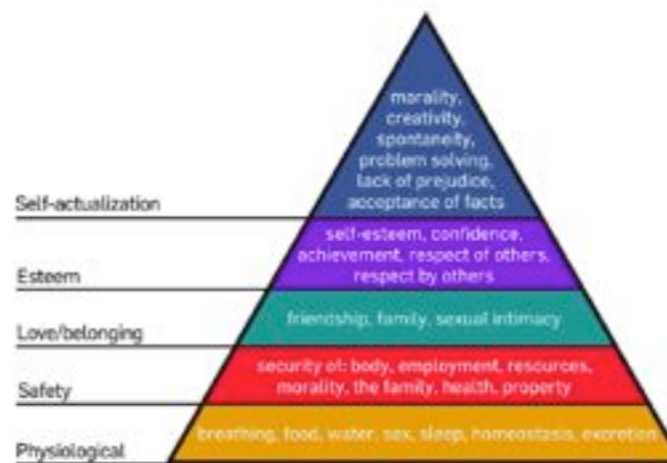 morality,
creativity,
spontaneity,
problem solving,
lack of prejudice,
acceptance of facts
Self-actualization
self-esteem, confidence,
achievement, respect of others,
respect by others
Esteem
friendship, family, sexual intimacy
Love/belonging
security of: body, employment, resources,
morality, the family, health, property
Safety
breathing, food, water, sex, sleep, homeostasis, excretion
Physiological